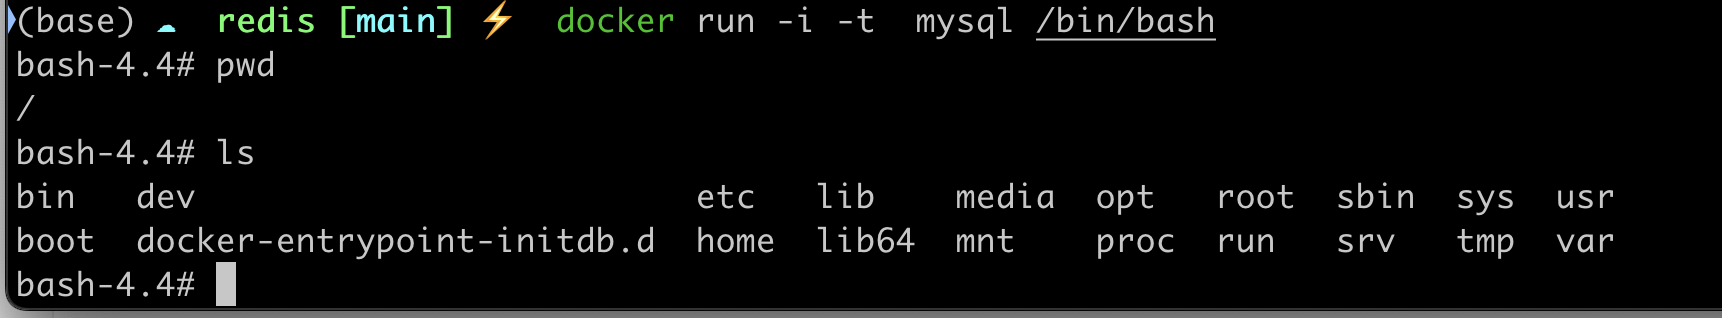 (base) ☁ redis [main] ⚡ docker run -i -t  mysql /bin/bash
bash-4.4# pwd
/
bash-4.4# ls
bin   dev                         etc   lib    media  opt   root  sbin  sys  usr
boot  docker-entrypoint-initdb.d  home  lib64  mnt    proc  run   srv   tmp  var
bash-4.4#